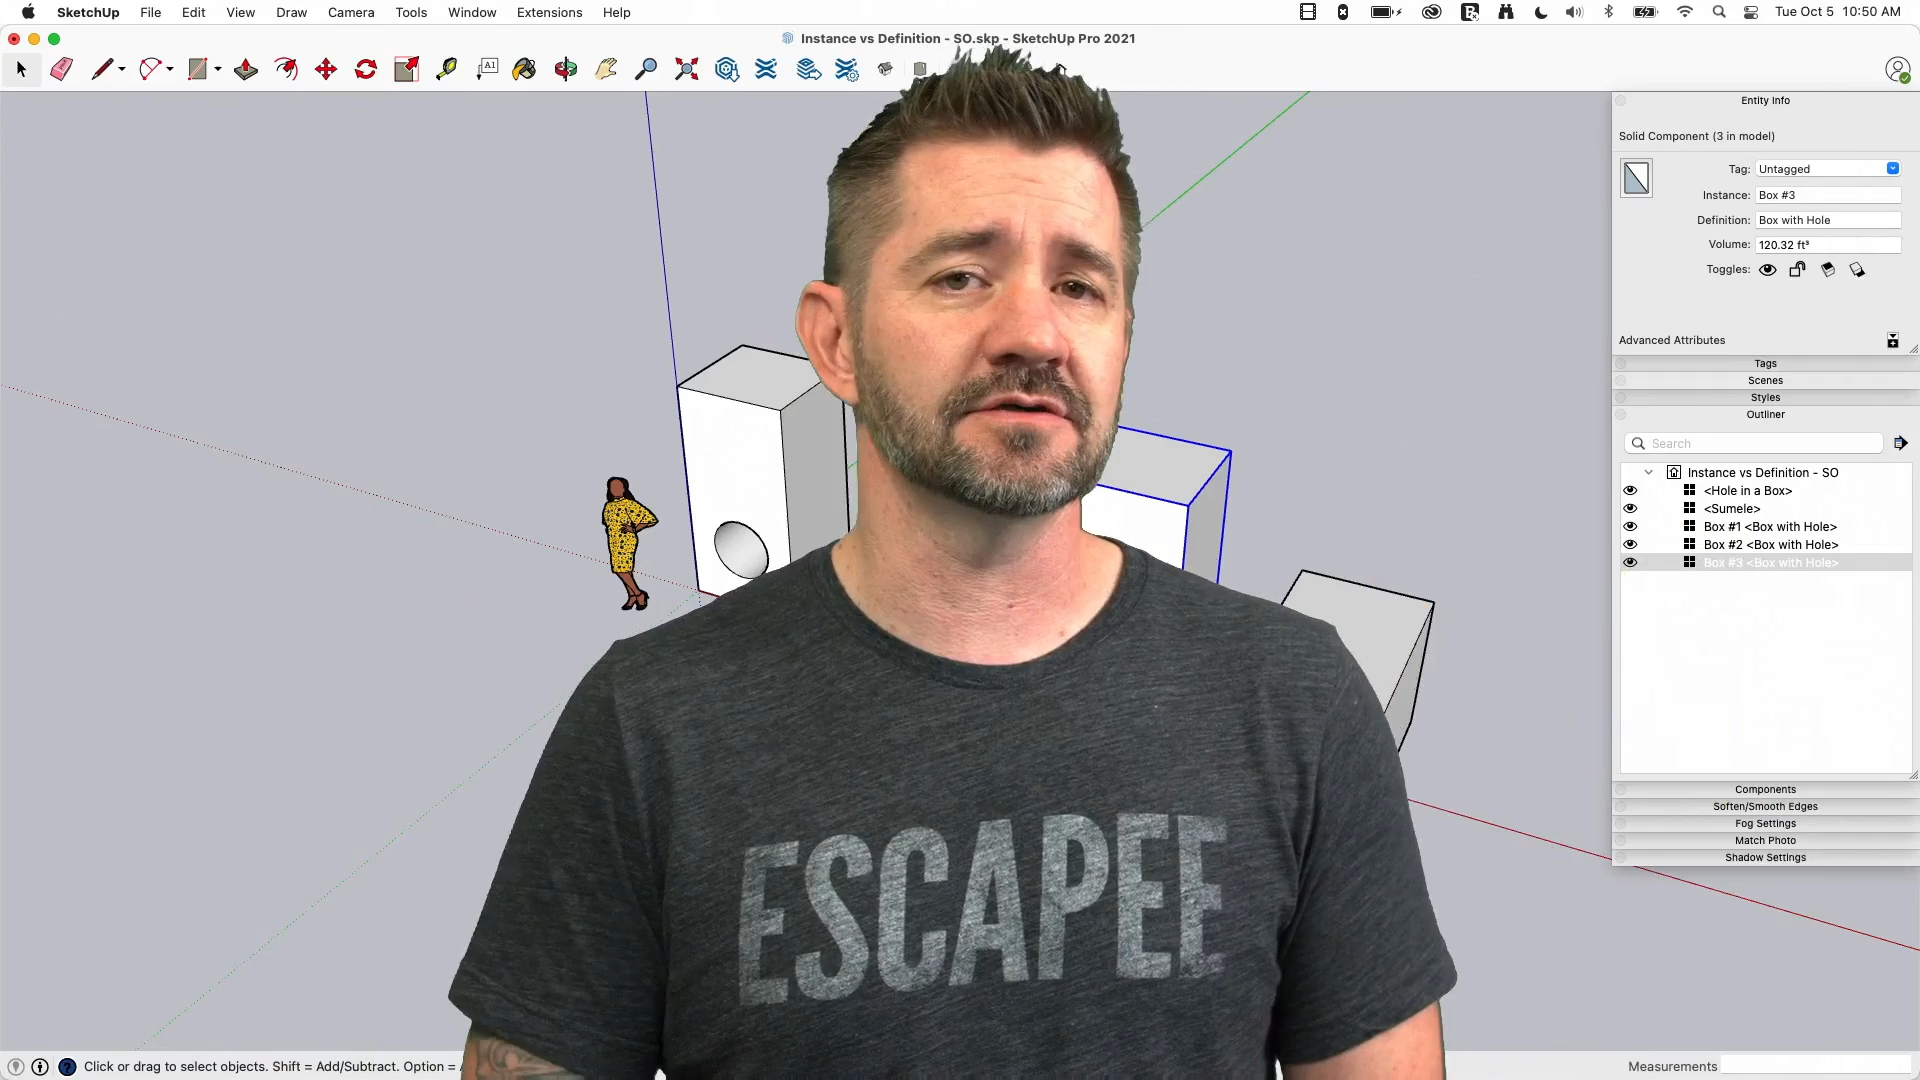 SketchUp File Edit View Draw Camera Tools Window Extensions Help Tue Oct 5 10:50 AM
Instance vs Definition - SO.skp - SketchUp Pro 2021
A1
Entity Info
Solid Component (3 in model)
Tag: Untagged
Instance: Box #3
Definition: Box with Hole
Volume: 120.32 ft³
Toggles:
Advanced Attributes
Tags
Scenes
Styles
Outliner
Search
Instance vs Definition - SO
<Hole in a Box>
<Sumele>
Box #1 <Box with Hole>
Box #2 <Box with Hole>
Box #3 <Box with Hole>
Components
Soften/Smooth Edges
Fog Settings
Match Photo
Shadow Settings
ESCAPEE
Click or drag to select objects. Shift = Add/Subtract. Option =
Measurements